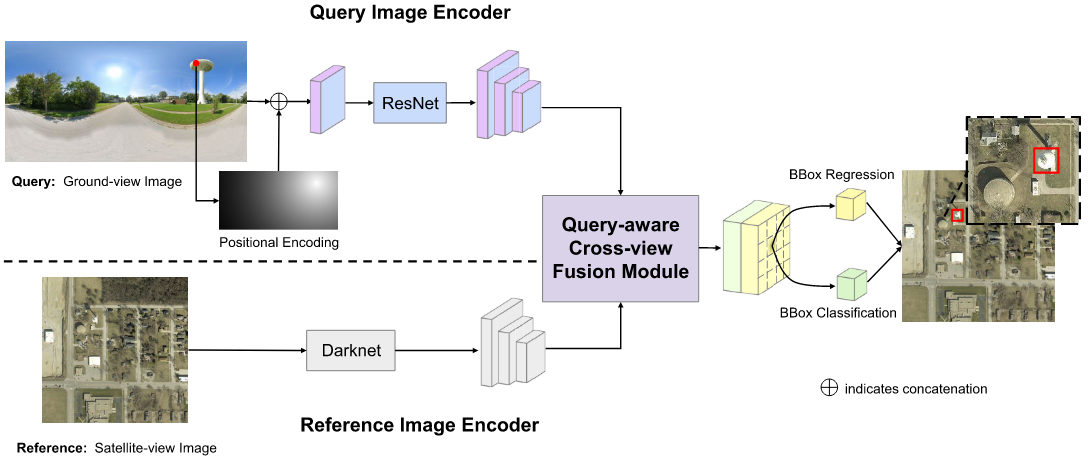 Query Image Encoder
ResNet
Query: Ground-view Image
Positional Encoding
Query-aware
Cross-view
Fusion Module
BBox Regression
BBox Classification
Darknet
Reference Image Encoder
Reference: Satellite-view Image
indicates concatenation